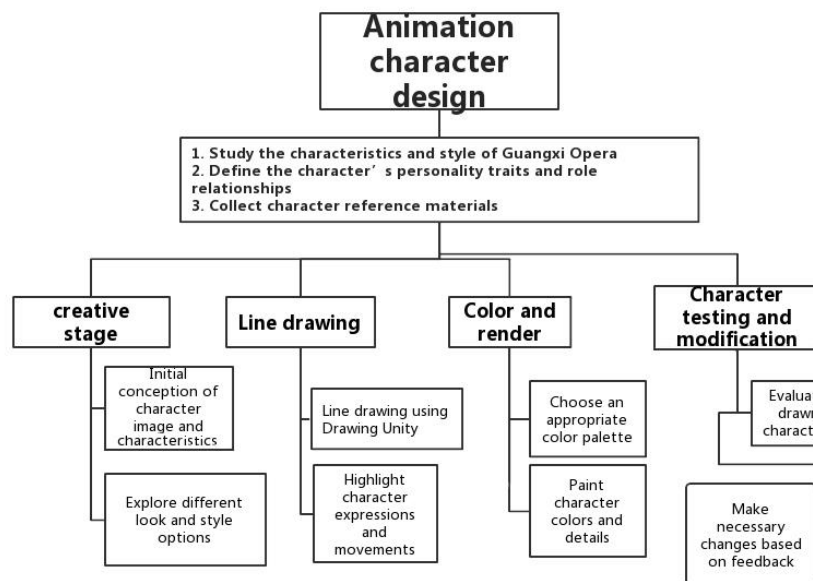 Animation
character
design
1. Study the characteristics and style of Guangxi Opera
2. Define the character’s personality traits and role
relationships
3. Collect character reference materials
creative
stage
Initial
conception of
character
image and
characteristics
Explore different
look and style
options
Line drawing
Line drawing using
Drawing Unity
Highlight
character
expressions
and
movements
Color and
render
Choose an
appropriate
color palette
Paint
character
colors and
details
Character
testing and
modification
Make
necessary
changes based
on feedback